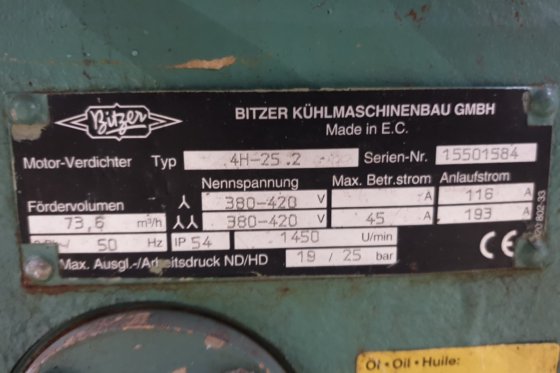 Bitzer
BITZER KÜHLMASCHINENBAU GMBH
Made in E.C.
Motor-Verdichter Typ 4H-25.2 Serien-Nr. 15501584
Nennspannung Max. Betr.strom Anlaufstrom
Fördervolumen 380-420 V A 116 A
73,6 m³/h 380-420 V 45 A 193 A
50 Hz IP 54 1450 U/min
CE
Max. Ausgl.-/Arbeitsdruck ND/HD 19 / 25 bar
802-33
Öl · Oil · Huile: